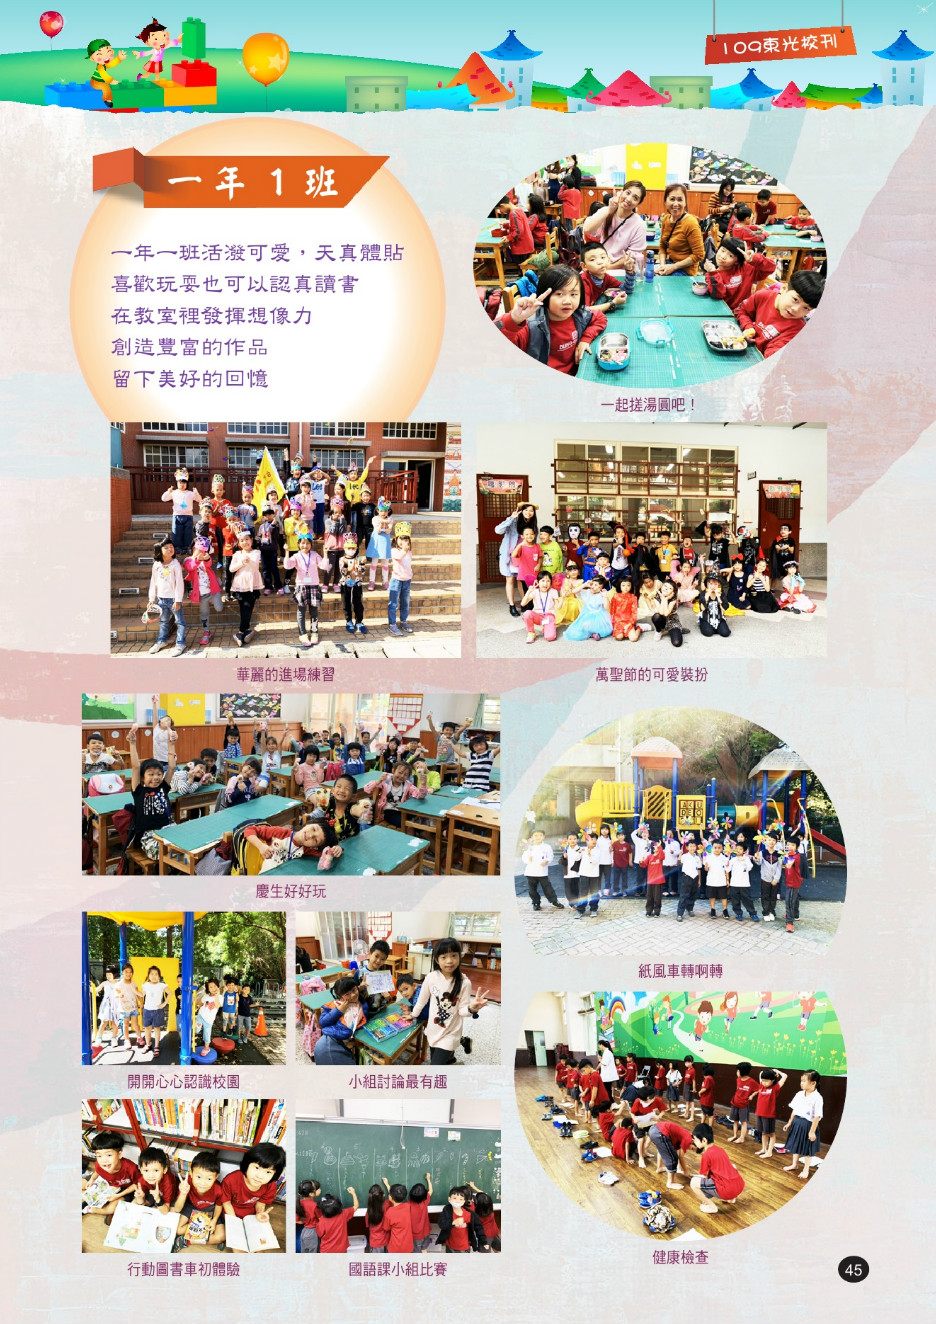 109東光校刊
一年 1 班
一年一班活潑可愛，天真體貼
喜歡玩耍也可以認真讀書
在教室裡發揮想像力
創造豐富的作品
留下美好的回憶
一起搓湯圓吧！
華麗的進場練習
萬聖節的可愛裝扮
慶生好好玩
紙風車轉啊轉
開開心心認識校園
小組討論最有趣
行動圖書車初體驗
國語課小組比賽
健康檢查
45